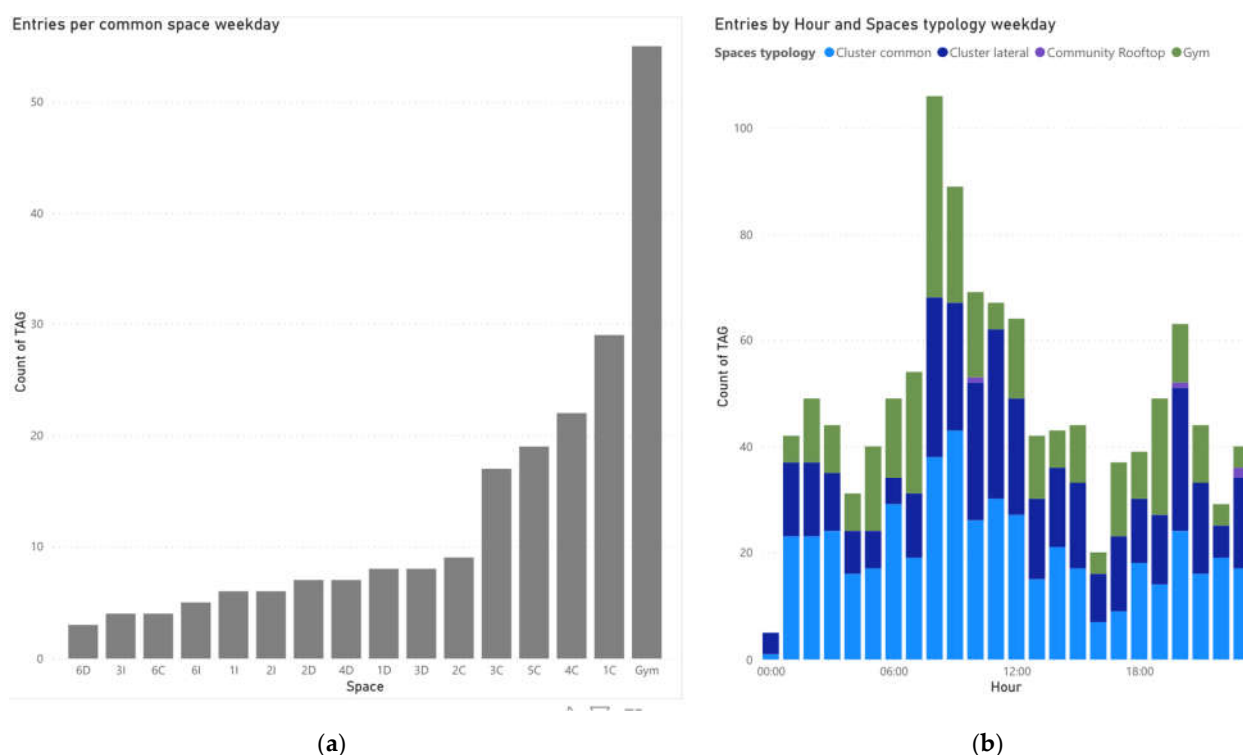 Entries per common space weekday
Count of TAG
50
40
30
20
10
0
6D 3I 6C 6I 1I 2I 2D 4D 1D 3D 2C 3C 5C 4C 1C Gym
Space
(a)
Entries by Hour and Spaces typology weekday
Spaces typology Cluster common Cluster lateral Community Rooftop Gym
Count of TAG
100
80
60
40
20
0
00:00 06:00 12:00 18:00
Hour
(b)